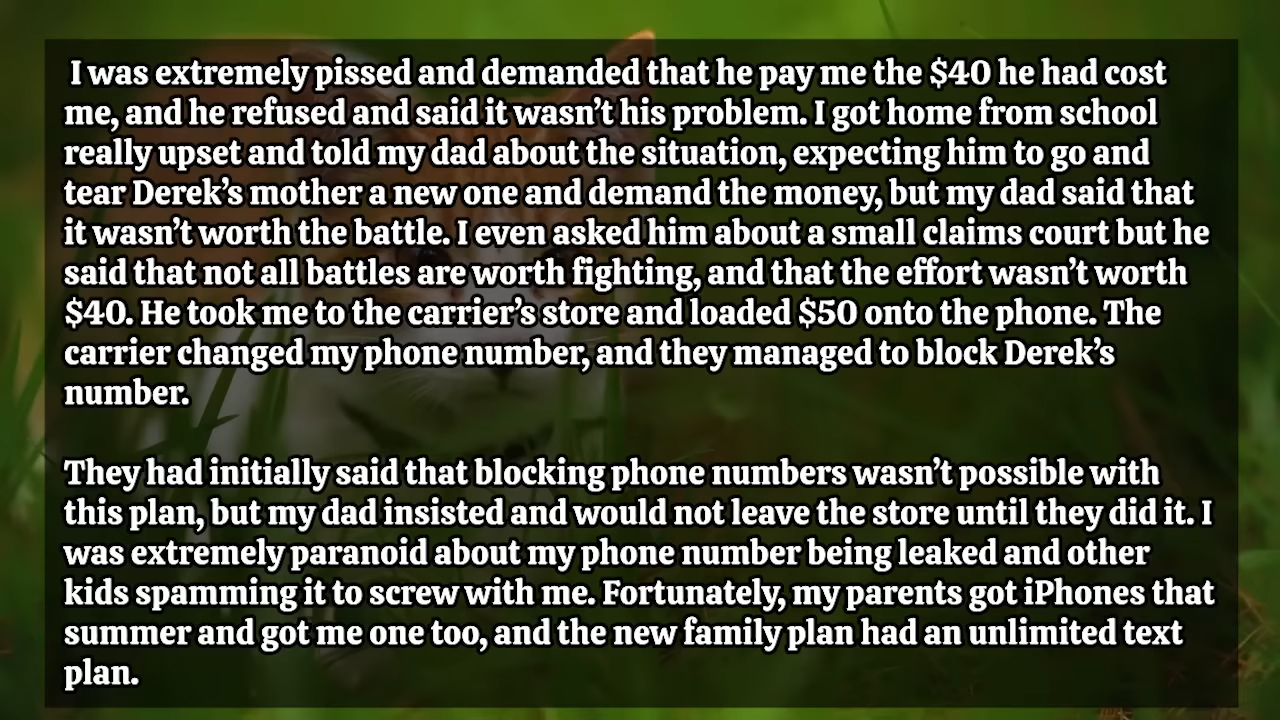 I was extremely pissed and demanded that he pay me the $40 he had cost
me, and he refused and said it wasn’t his problem. I got home from school
really upset and told my dad about the situation, expecting him to go and
tear Derek’s mother a new one and demand the money, but my dad said that
it wasn’t worth the battle. I even asked him about a small claims court but he
said that not all battles are worth fighting, and that the effort wasn’t worth
$40. He took me to the carrier’s store and loaded $50 onto the phone. The
carrier changed my phone number, and they managed to block Derek’s
number.
They had initially said that blocking phone numbers wasn’t possible with
this plan, but my dad insisted and would not leave the store until they did it. I
was extremely paranoid about my phone number being leaked and other
kids spamming it to screw with me. Fortunately, my parents got iPhones that
summer and got me one too, and the new family plan had an unlimited text
plan.